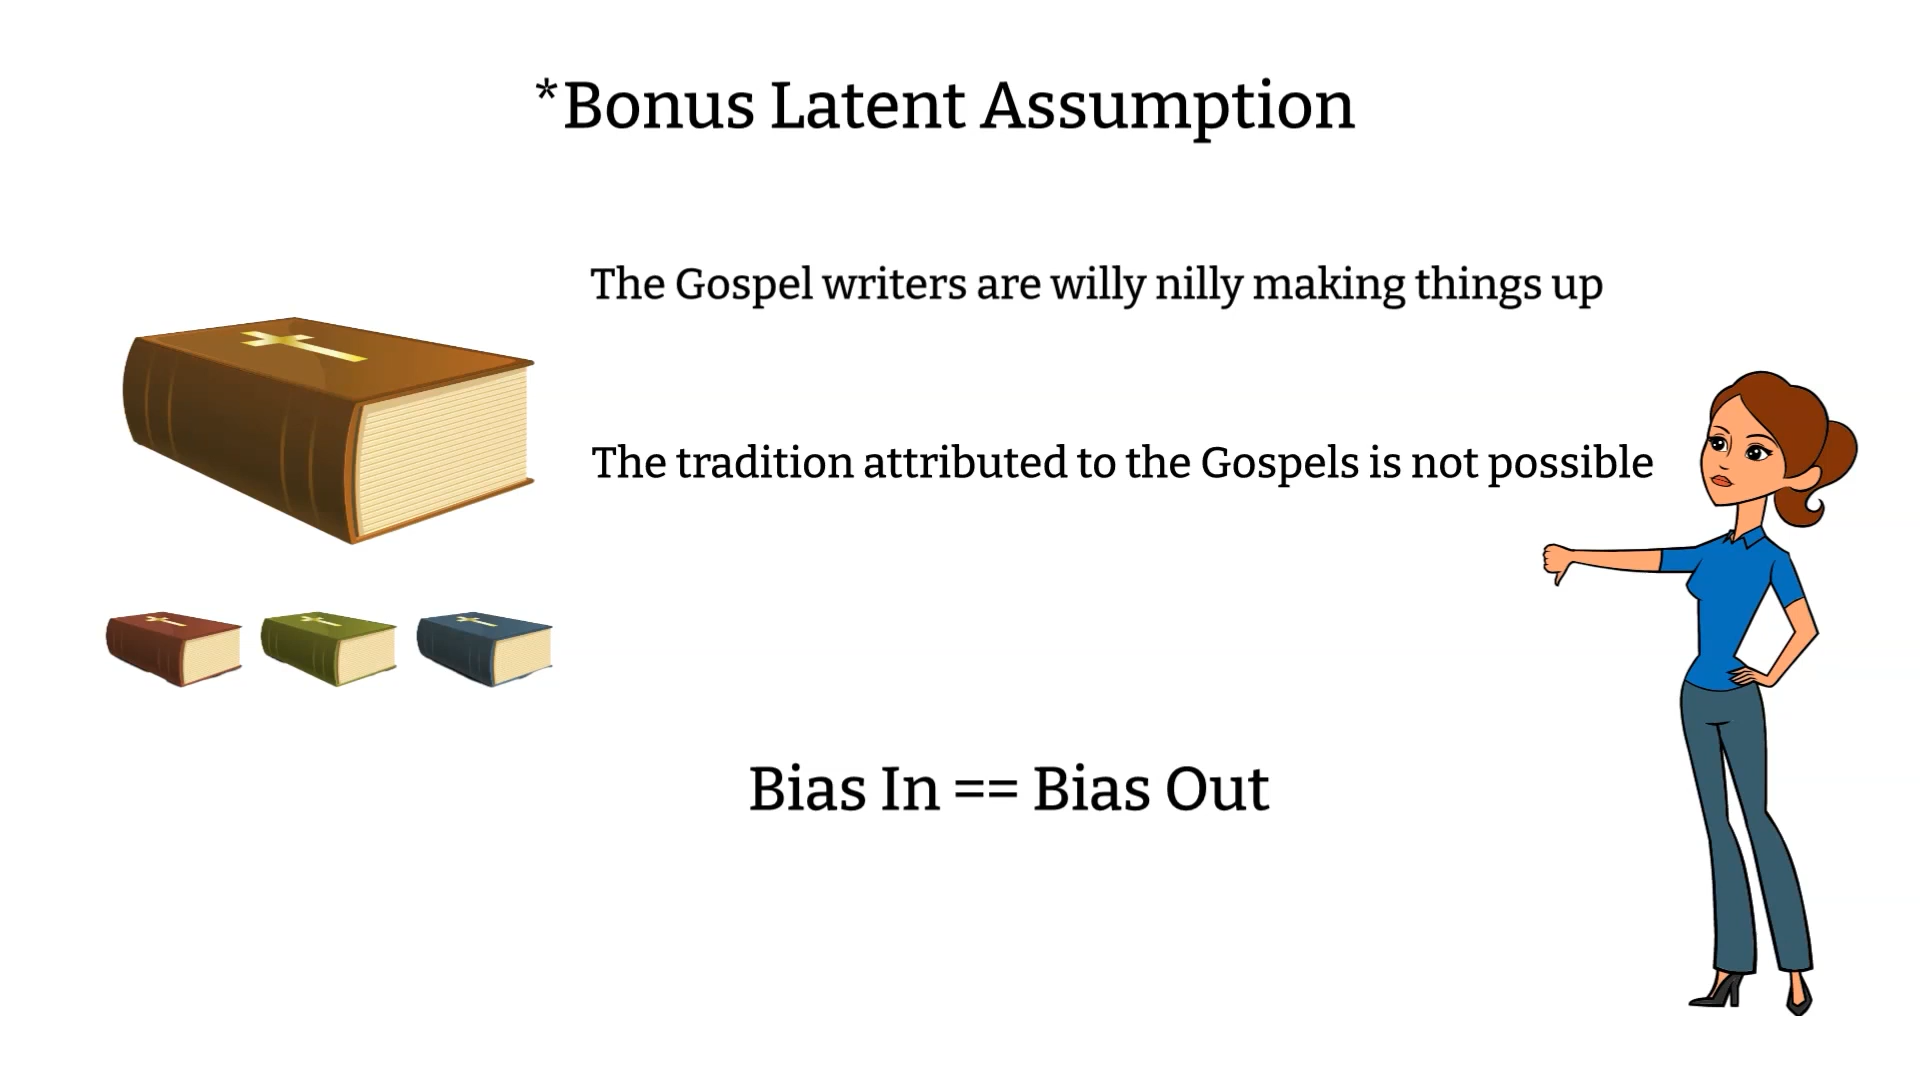 *Bonus Latent Assumption
The Gospel writers are willy nilly making things up
The tradition attributed to the Gospels is not possible
Bias In == Bias Out